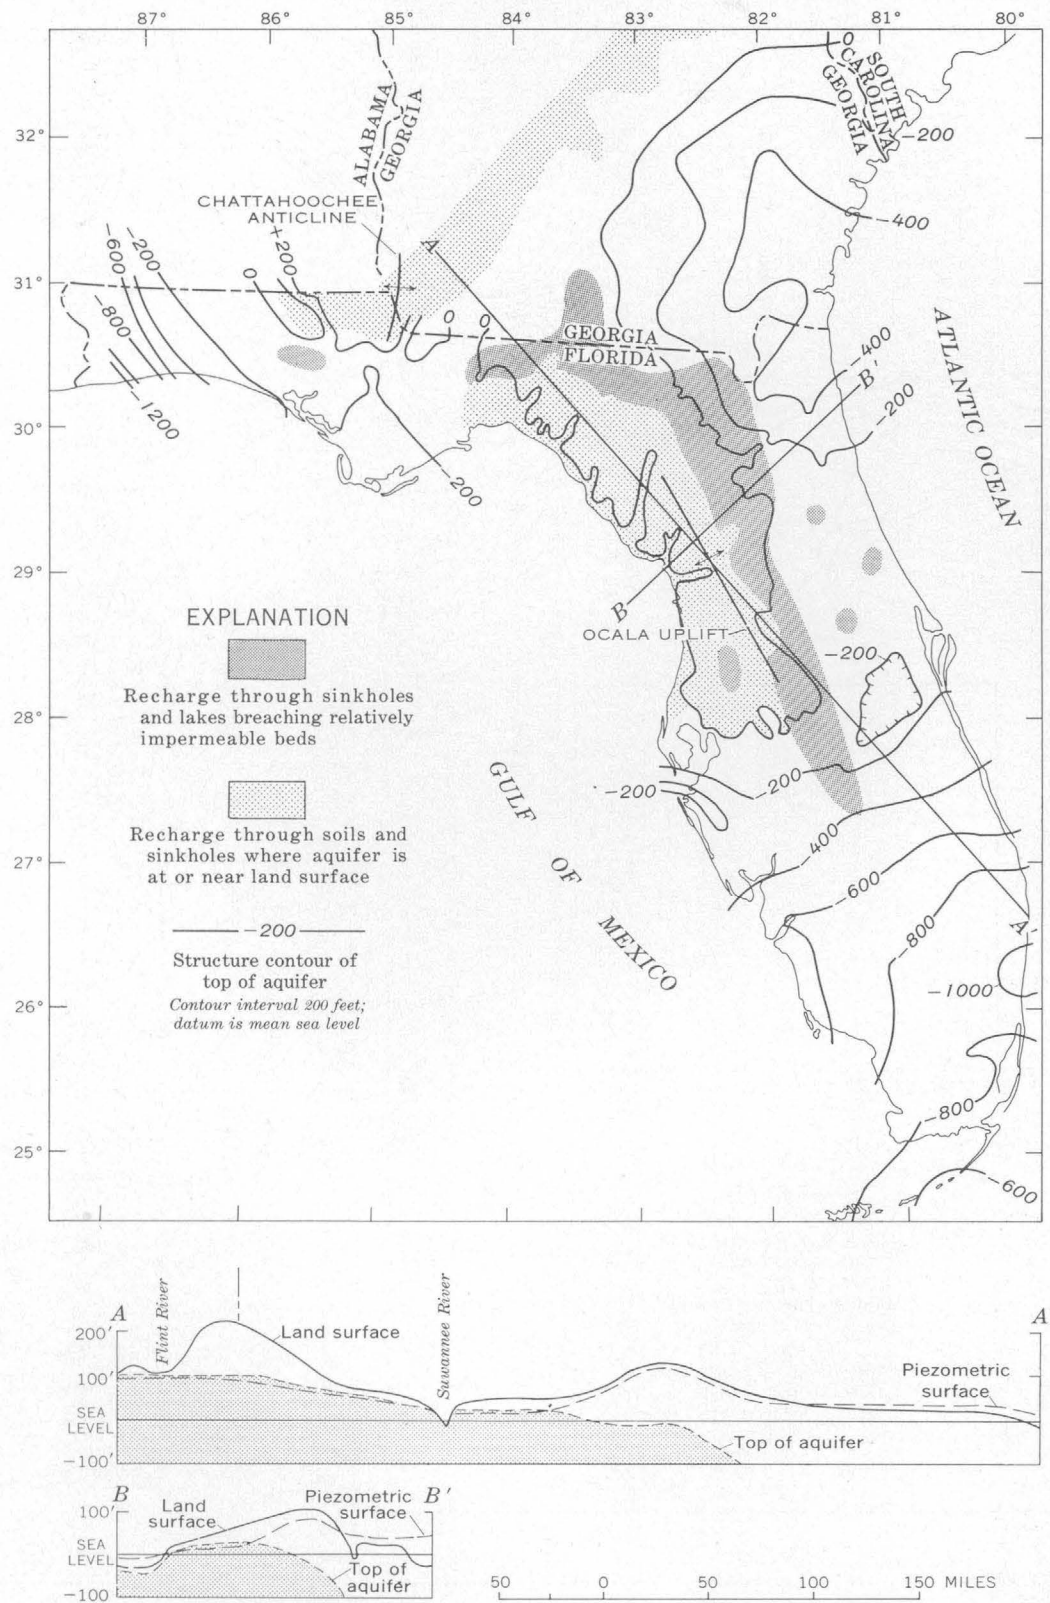 86° 85° 84° 83° 82° 81° 80°
87°
32°
31°
30°
29°
28°
27°
26°
25°
ALABAMA
GEORGIA
SOUTH
CAROLINA
GEORGIA
0
-200
-400
CHATTAHOOCHEE
ANTICLINE
A
-600
-200
+200
0
-800
-1200
0 0
GEORGIA
FLORIDA
-400
B'
-200
-200
ATLANTIC OCEAN
B
OCALA UPLIFT
-200
-200
-200
-400
-600
-800
A'
-1000
-800
-600
GULF
OF
MEXICO
EXPLANATION
Recharge through sinkholes
and lakes breaching relatively
impermeable beds
Recharge through soils and
sinkholes where aquifer is
at or near land surface
-200
Structure contour of
top of aquifer
Contour interval 200 feet;
datum is mean sea level
A
Flint River
Suwannee River
A
200'
100'
SEA
LEVEL
-100'
Land surface
Piezometric
surface
Top of aquifer
B
B'
100'
SEA
LEVEL
-100
Land
surface
Piezometric
surface
Top of
aquifer
50 0 50 100 150 MILES